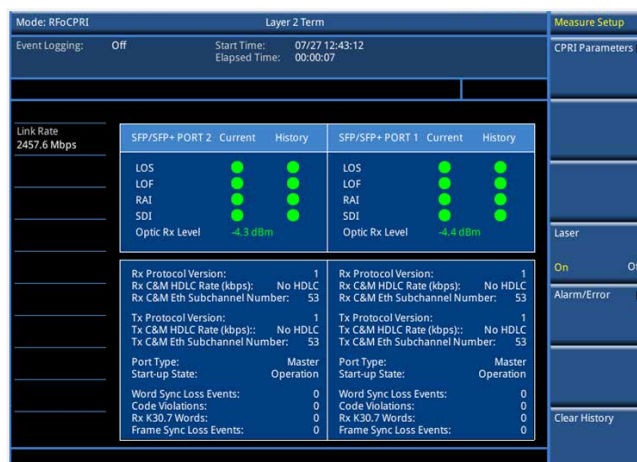 Mode: RFoCPRI Layer 2 Term Measure Setup
Event Logging: Off Start Time: 07/27 12:43:12
Elapsed Time: 00:00:07
CPRI Parameters
Link Rate
2457.6 Mbps
SFP/SFP+ PORT 2 Current History
LOS
LOF
RAI
SDI
Optic Rx Level -4.3 dBm
SFP/SFP+ PORT 1 Current History
LOS
LOF
RAI
SDI
Optic Rx Level -4.4 dBm
Rx Protocol Version: 1
Rx C&M HDLC Rate (kbps): No HDLC
Rx C&M Eth Subchannel Number: 53
Tx Protocol Version: 1
Tx C&M HDLC Rate (kbps):: No HDLC
Tx C&M Eth Subchannel Number: 53
Port Type: Master
Start-up State: Operation
Word Sync Loss Events: 0
Code Violations: 0
Rx K30.7 Words: 0
Frame Sync Loss Events: 0
Rx Protocol Version: 1
Rx C&M HDLC Rate (kbps): No HDLC
Rx C&M Eth Subchannel Number: 53
Tx Protocol Version: 1
Tx C&M HDLC Rate (kbps):: No HDLC
Tx C&M Eth Subchannel Number: 53
Port Type: Master
Start-up State: Operation
Word Sync Loss Events: 0
Code Violations: 0
Rx K30.7 Words: 0
Frame Sync Loss Events: 0
Laser
On
Alarm/Error
Clear History